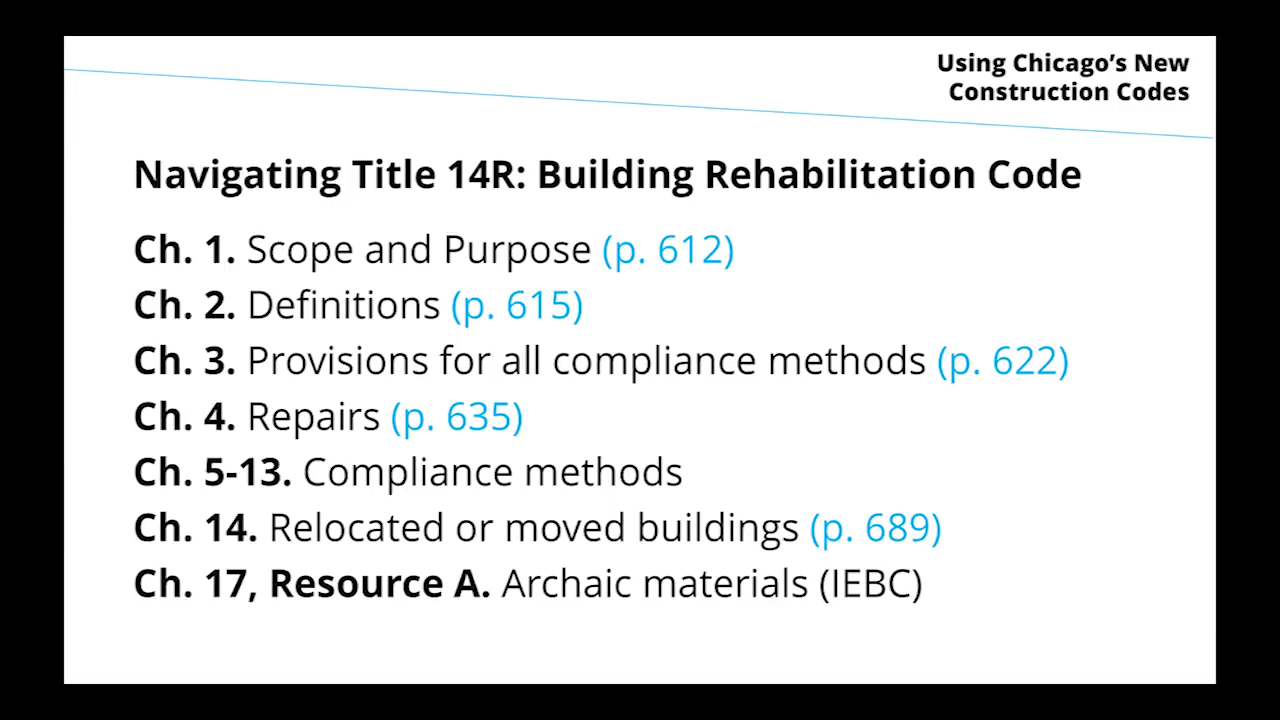 Using Chicago’s New
Construction Codes
Navigating Title 14R: Building Rehabilitation Code
Ch. 1. Scope and Purpose (p. 612)
Ch. 2. Definitions (p. 615)
Ch. 3. Provisions for all compliance methods (p. 622)
Ch. 4. Repairs (p. 635)
Ch. 5-13. Compliance methods
Ch. 14. Relocated or moved buildings (p. 689)
Ch. 17, Resource A. Archaic materials (IEBC)